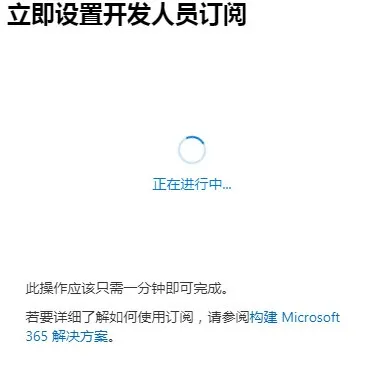 立即设置开发人员订阅
正在进行中...
此操作应该只需一分钟即可完成。
若要详细了解如何使用订阅，请参阅构建 Microsoft
365 解决方案。